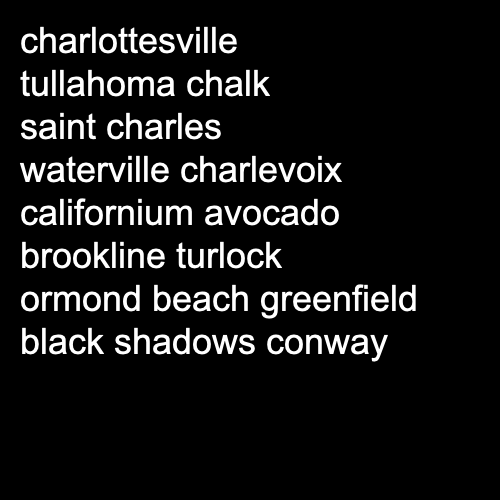 charlottesville
tullahoma chalk
saint charles
waterville charlevoix
californium avocado
brookline turlock
ormond beach greenfield
black shadows conway